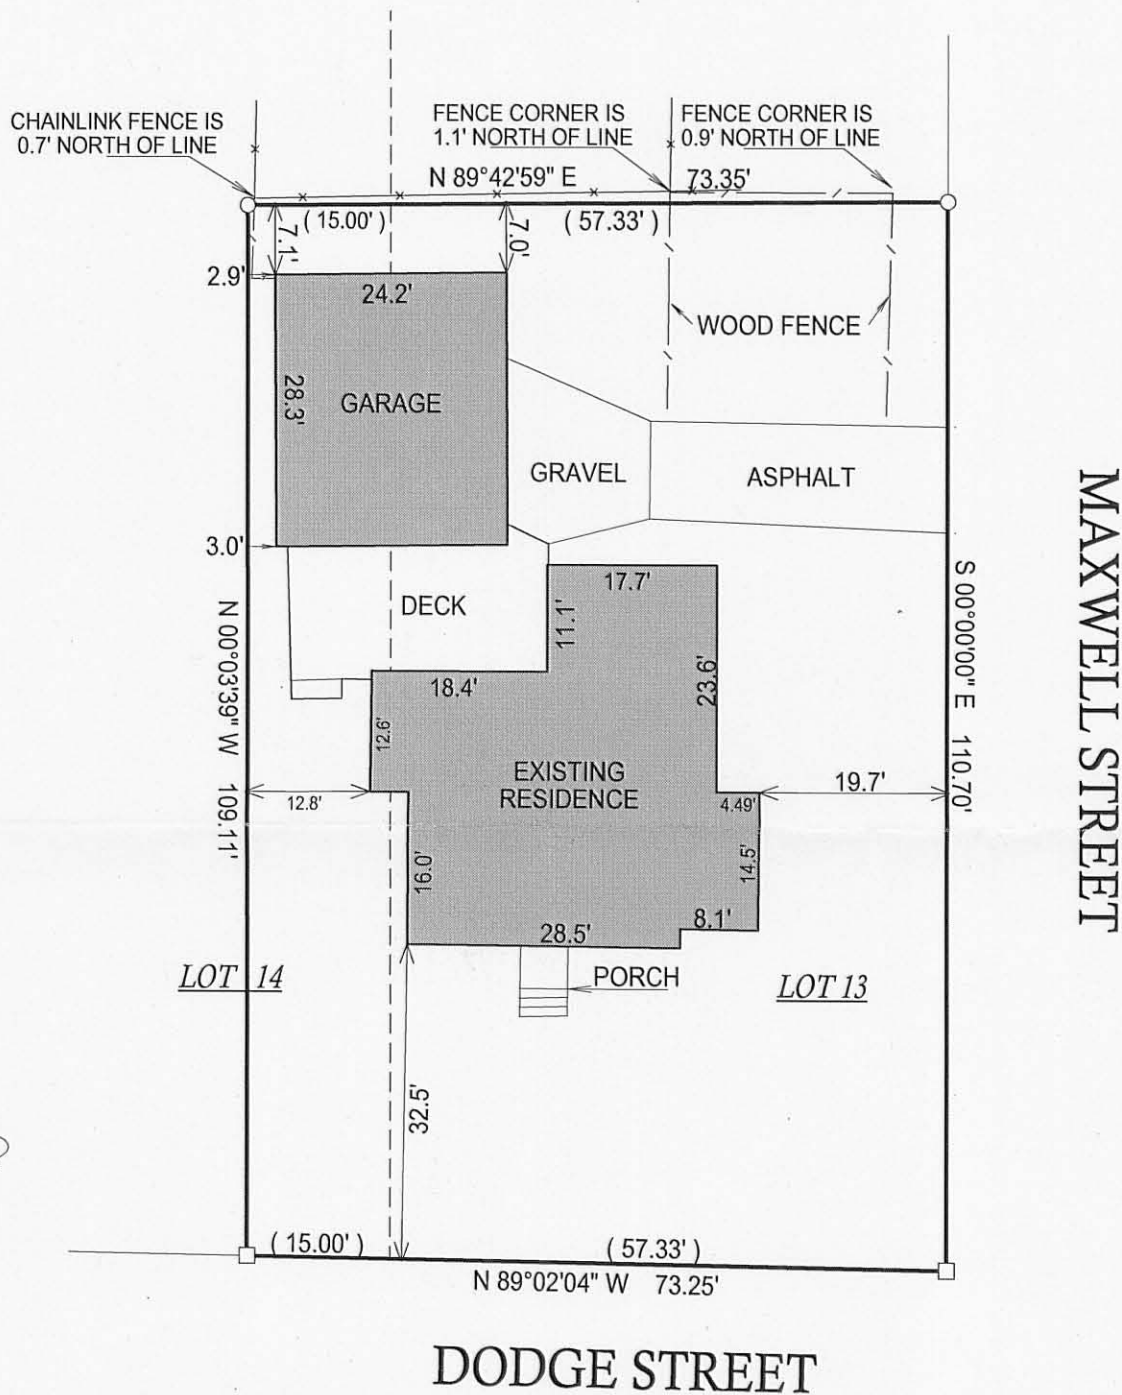 CHAINLINK FENCE IS
0.7' NORTH OF LINE
FENCE CORNER IS
1.1' NORTH OF LINE
FENCE CORNER IS
0.9' NORTH OF LINE
N 89°42'59" E
73.35'
( 15.00' )
( 57.33' )
7.1'
7.0'
2.9'
24.2'
28.3'
GARAGE
WOOD FENCE
GRAVEL
ASPHALT
3.0'
DECK
17.7'
11.1'
23.6'
18.4'
12.6'
EXISTING
RESIDENCE
N 00°03'39" W 109.11'
12.8'
4.49'
19.7'
S 00°00'00" E 110.70'
MAXWELL STREET
16.0'
14.5'
8.1'
28.5'
LOT 14
PORCH
LOT 13
32.5'
( 15.00' )
( 57.33' )
N 89°02'04" W 73.25'
DODGE STREET